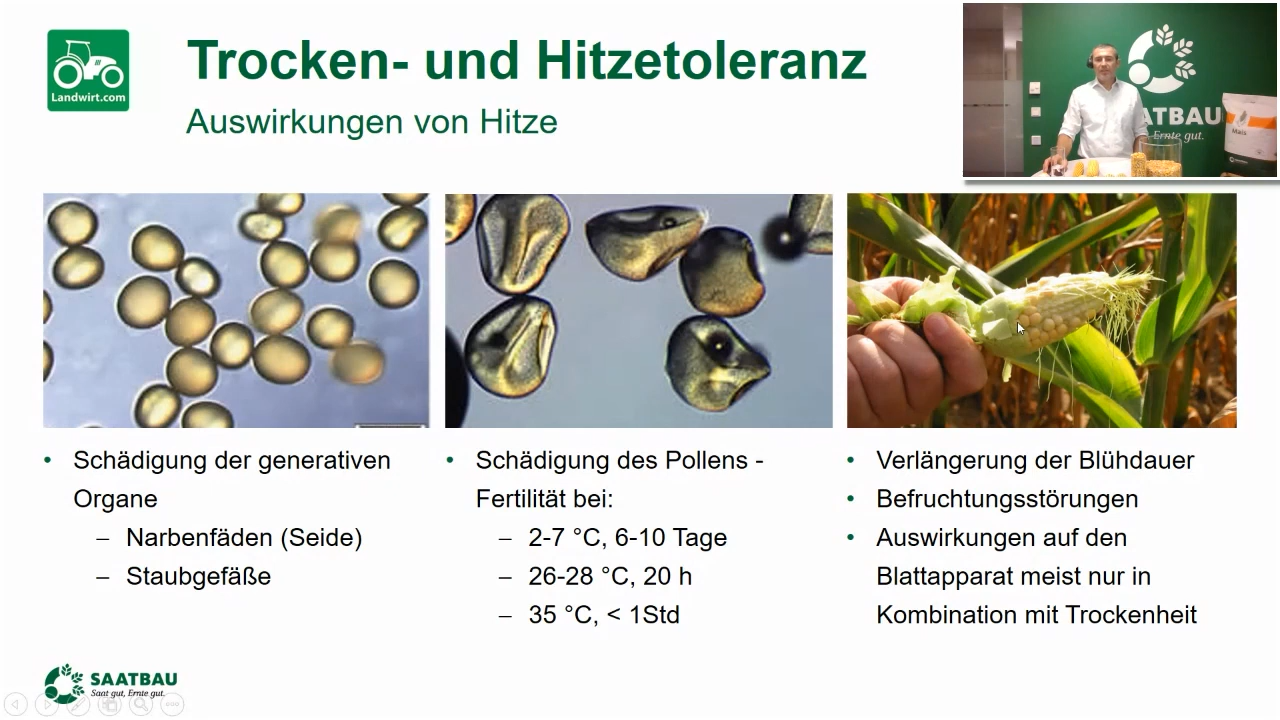 Landwirt.com
Trocken- und Hitzetoleranz
Auswirkungen von Hitze
ATBAU
Ernte gut.
Mais
• Schädigung der generativen
Organe
– Narbenfäden (Seide)
– Staubgefäße
• Schädigung des Pollens -
Fertilität bei:
– 2-7 °C, 6-10 Tage
– 26-28 °C, 20 h
– 35 °C, < 1Std
• Verlängerung der Blühdauer
• Befruchtungsstörungen
• Auswirkungen auf den
Blattapparat meist nur in
Kombination mit Trockenheit
SAATBAU
Saat gut, Ernte gut.